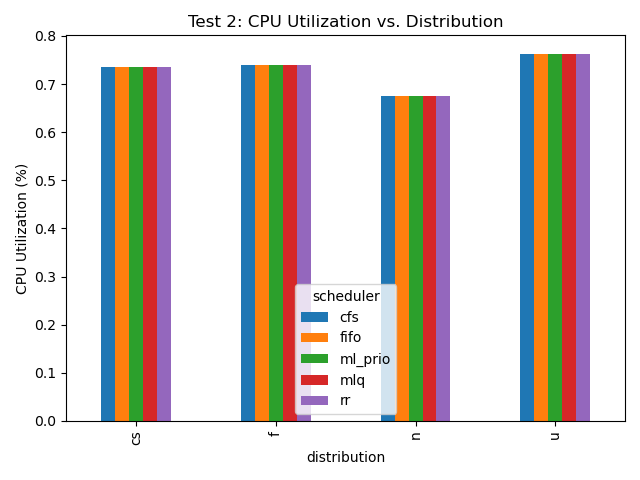 Test 2: CPU Utilization vs. Distribution
CPU Utilization (%)
0.8
0.7
0.6
0.5
0.4
0.3
0.2
0.1
0.0
scheduler
cfs
fifo
ml_prio
mlq
rr
cs
f
n
u
distribution